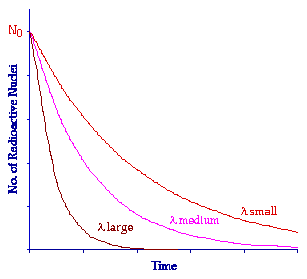 N₀
No. of Radioactive Nuclei
λ small
λ medium
λ large
Time